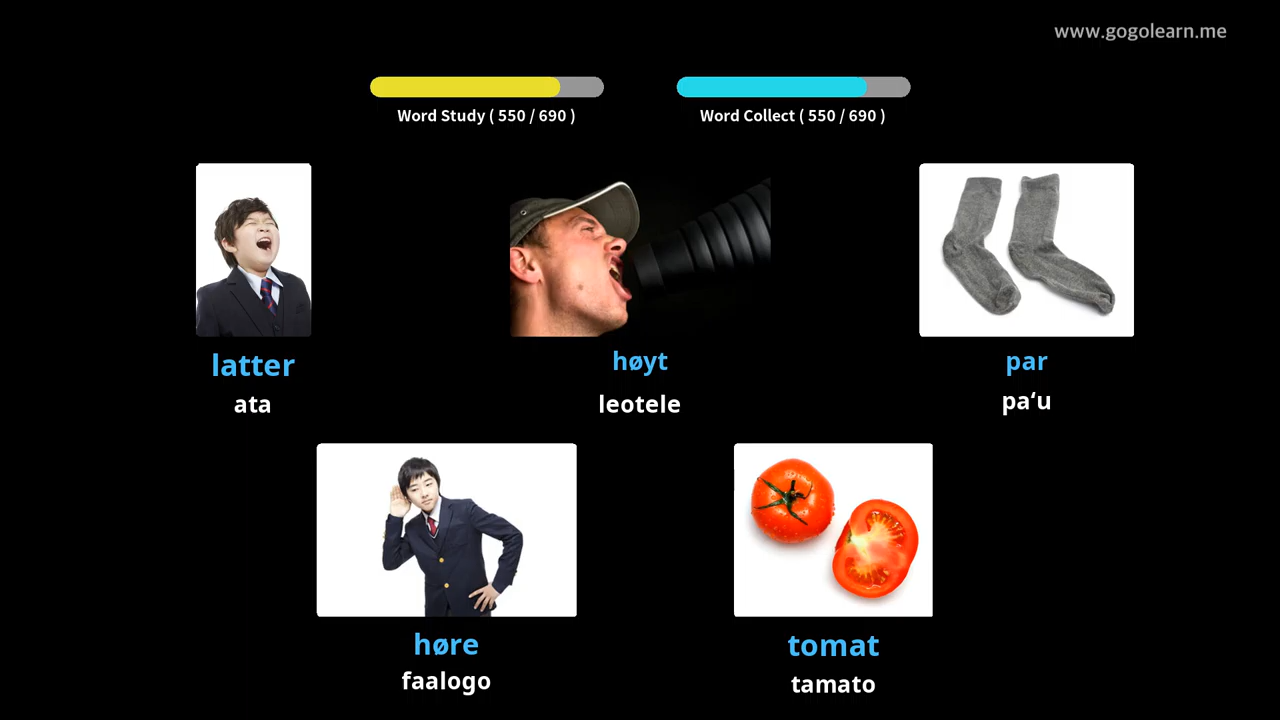 www.gogolearn.me
Word Study ( 550 / 690 )
Word Collect ( 550 / 690 )
latter
høyt
par
ata
leotele
paʻu
høre
tomat
faalogo
tamato